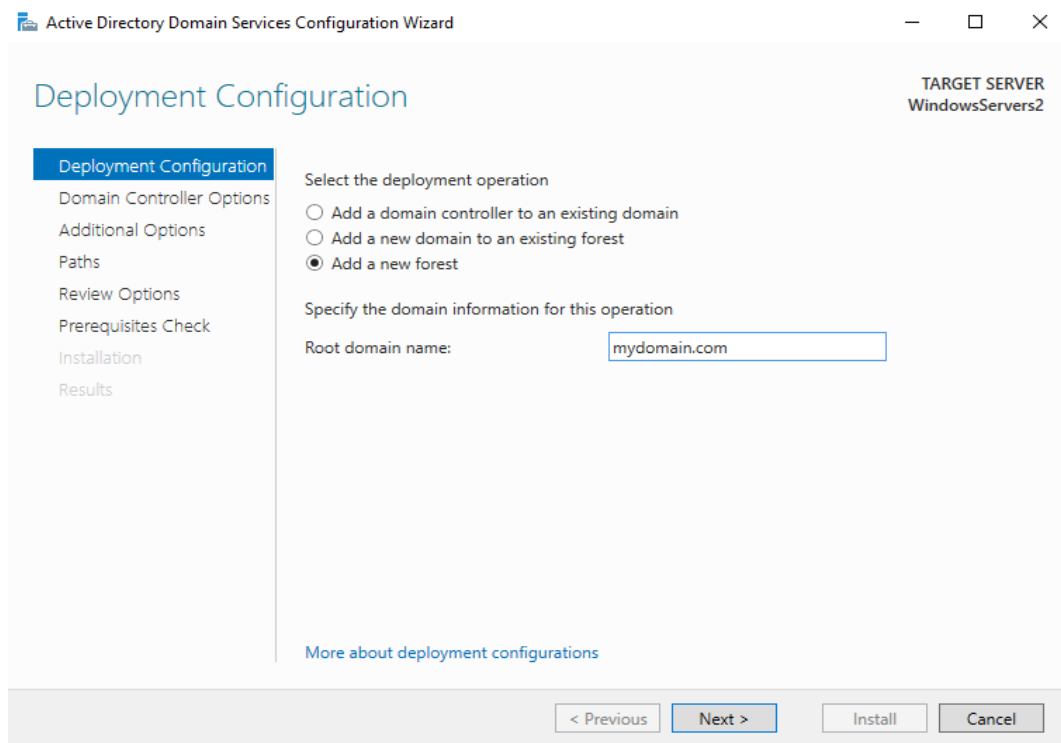 Active Directory Domain Services Configuration Wizard
Deployment Configuration
TARGET SERVER
WindowsServers2
Deployment Configuration
Domain Controller Options
Additional Options
Paths
Review Options
Prerequisites Check
Installation
Results
Select the deployment operation
Add a domain controller to an existing domain
Add a new domain to an existing forest
Add a new forest
Specify the domain information for this operation
Root domain name: mydomain.com
More about deployment configurations
< Previous Next > Install Cancel